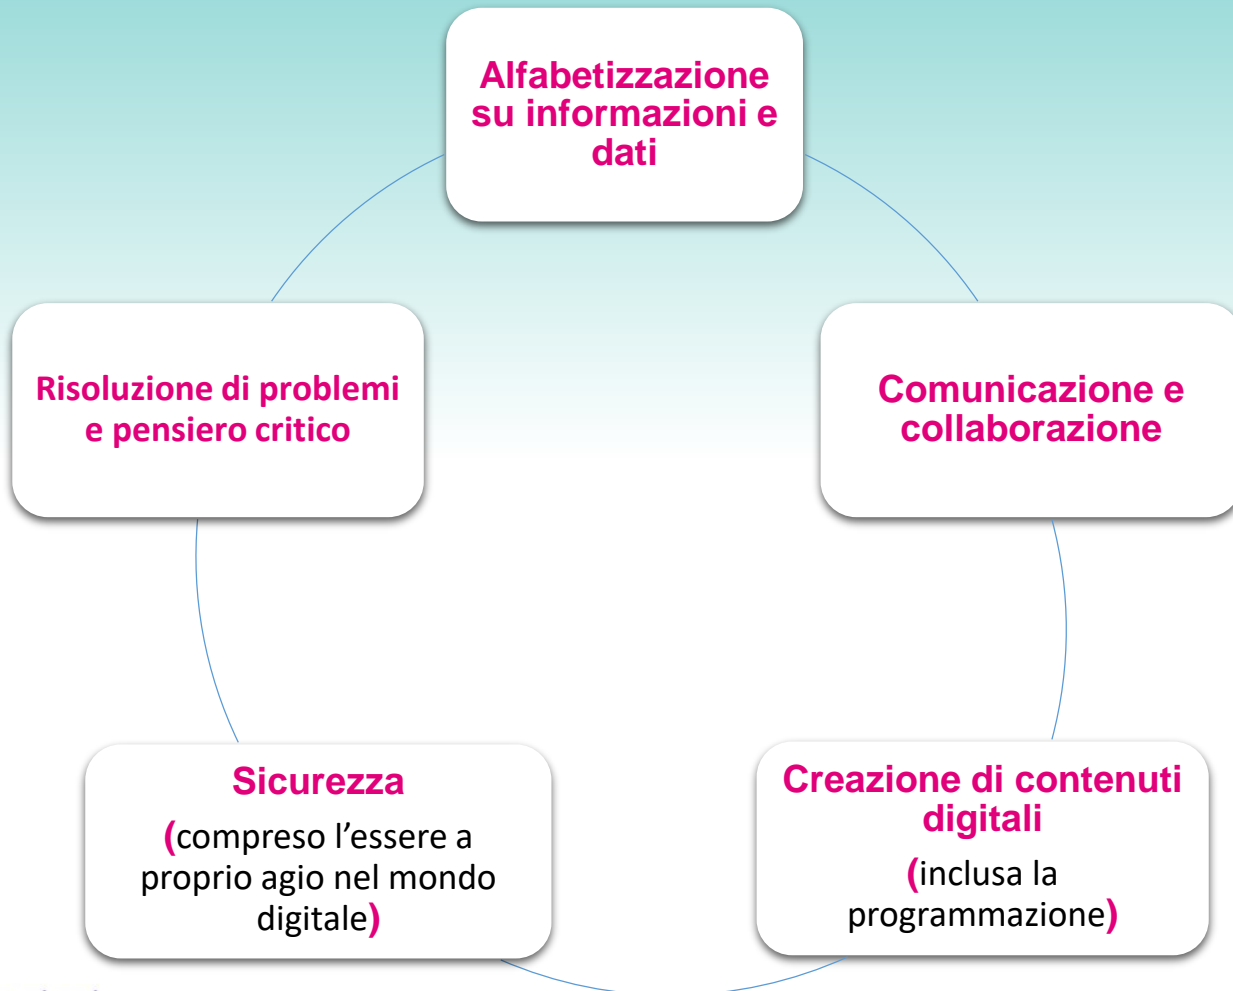 Alfabetizzazione
su informazioni e
dati
Risoluzione di problemi
e pensiero critico
Comunicazione e
collaborazione
Sicurezza
(compreso l’essere a
proprio agio nel mondo
digitale)
Creazione di contenuti
digitali
(inclusa la
programmazione)